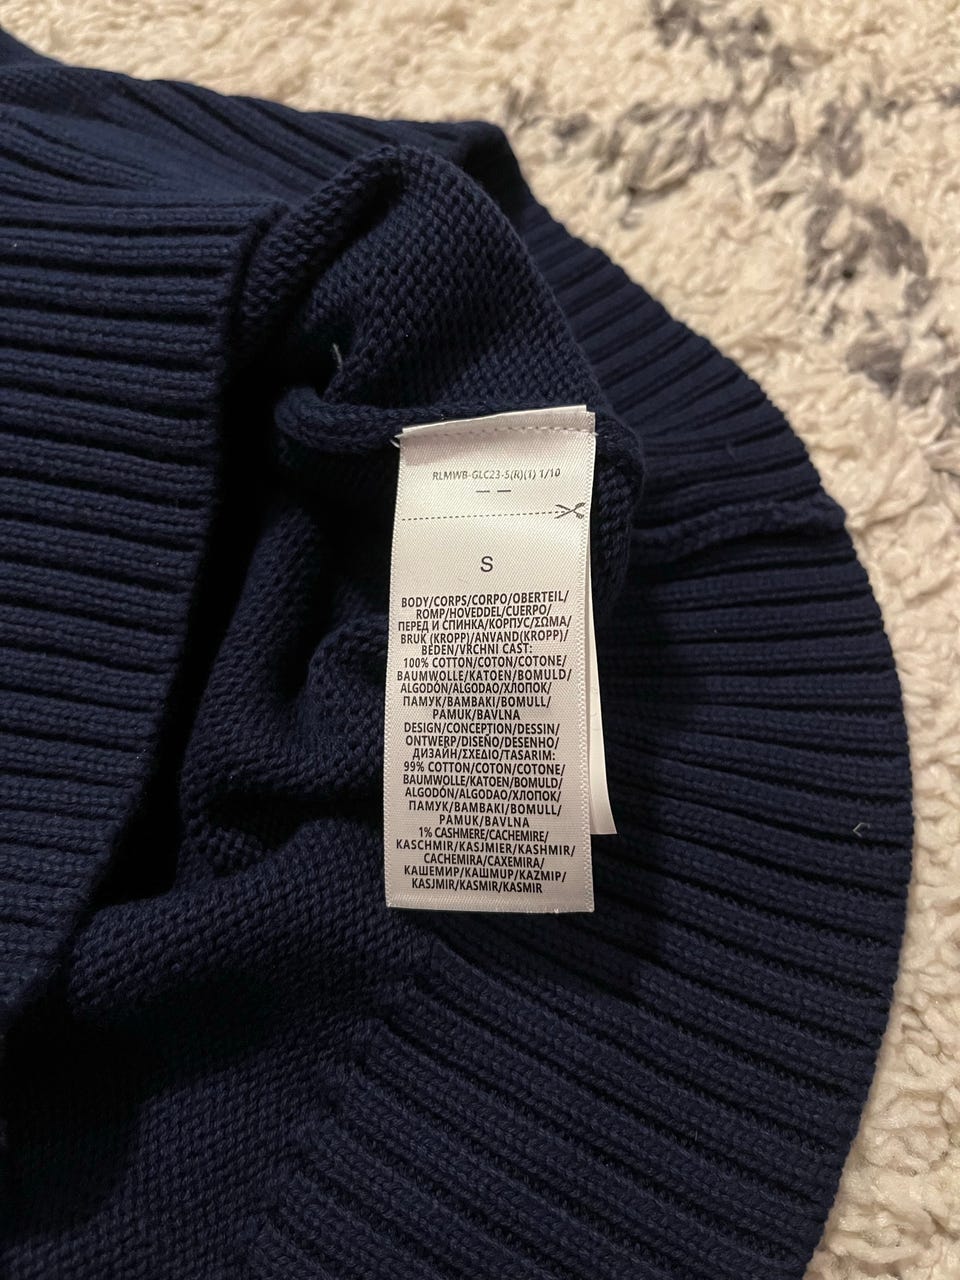 RLMWB-GLC23-S(R)(1) 1/10
— —
S
BODY/CORPS/CORPO/OBERTEIL/
ROMP/HOVEDDEL/CUERPO/
ПЕРЕД И СПИНКА/КОРПУС/ΣΩΜΑ/
BRUK (KROPP)/ANVAND(KROPP)/
BEDEN/VRCHNI CAST:
100% COTTON/COTON/COTONE/
BAUMWOLLE/KATOEN/BOMULD/
ALGODÓN/ALGODAO/ХЛОПОК/
ПАМУК/BAMBAKI/BOMULL/
PAMUK/BAVLNA
DESIGN/CONCEPTION/DESSIN/
ONTWERP/DISEÑO/DESENHO/
ДИЗАЙН/ΣΧΕΔΙΟ/TASARIM:
99% COTTON/COTON/COTONE/
BAUMWOLLE/KATOEN/BOMULD/
ALGODÓN/ALGODAO/ХЛОПОК/
ПАМУК/BAMBAKI/BOMULL/
PAMUK/BAVLNA
1% CASHMERE/CACHEMIRE/
KASCHMIR/KASJMIER/KASHMIR/
CACHEMIRA/CAXEMIRA/
КАШЕМИР/КАШМИР/ΚΑΖΜΙΡ/
KASJMIR/KASMIR/KASMIR